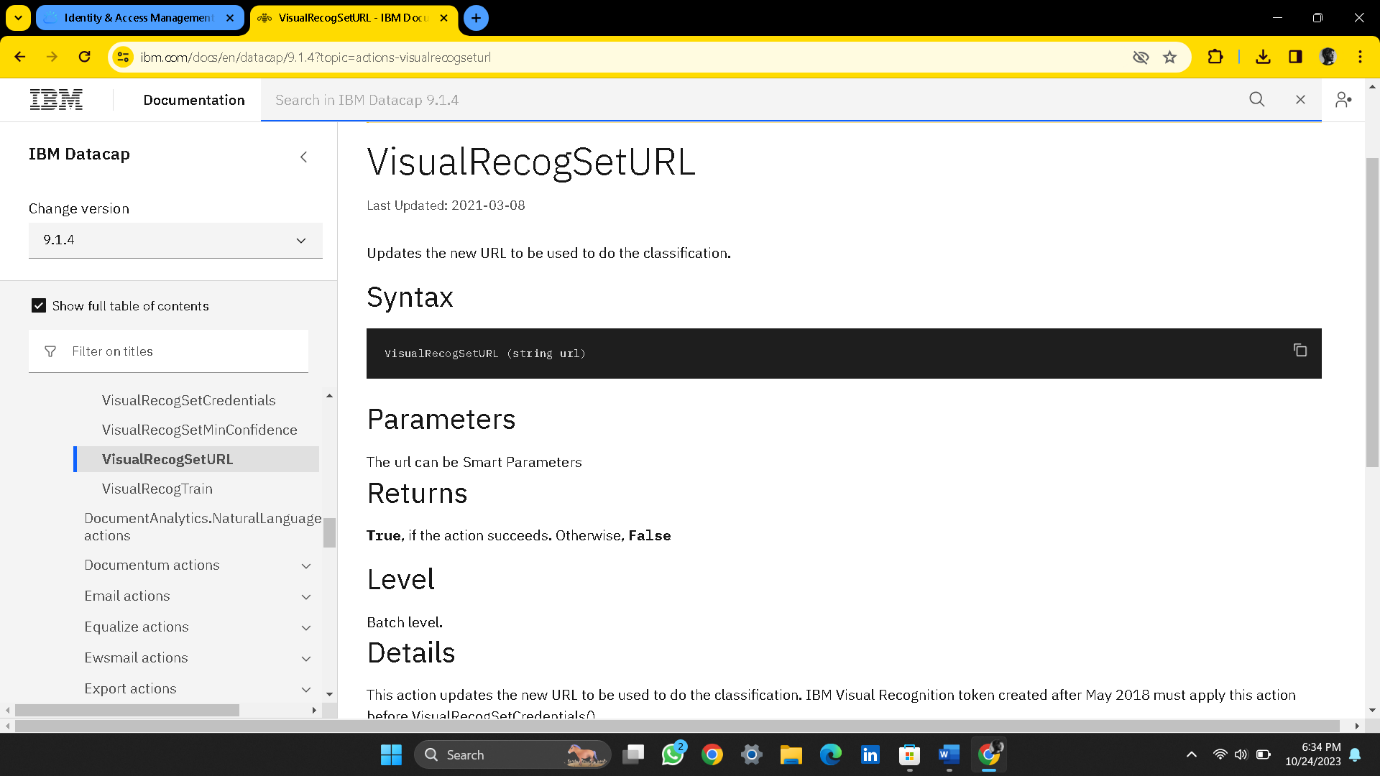 Identity & Access Management
VisualRecogSetURL - IBM Docu
ibm.com/docs/en/datacap/9.1.4?topic=actions-visualrecogseturl
IBM
Documentation
Search in IBM Datacap 9.1.4
IBM Datacap
Change version
9.1.4
Show full table of contents
Filter on titles
VisualRecogSetCredentials
VisualRecogSetMinConfidence
VisualRecogSetURL
VisualRecogTrain
DocumentAnalytics.NaturalLanguage
actions
Documentum actions
Email actions
Equalize actions
Ewsmail actions
Export actions
VisualRecogSetURL
Last Updated: 2021-03-08
Updates the new URL to be used to do the classification.
Syntax
VisualRecogSetURL (string url)
Parameters
The url can be Smart Parameters
Returns
True, if the action succeeds. Otherwise, False
Level
Batch level.
Details
This action updates the new URL to be used to do the classification. IBM Visual Recognition token created after May 2018 must apply this action
before VisualRecogSetCredentials()
Search
2
6:34 PM
10/24/2023